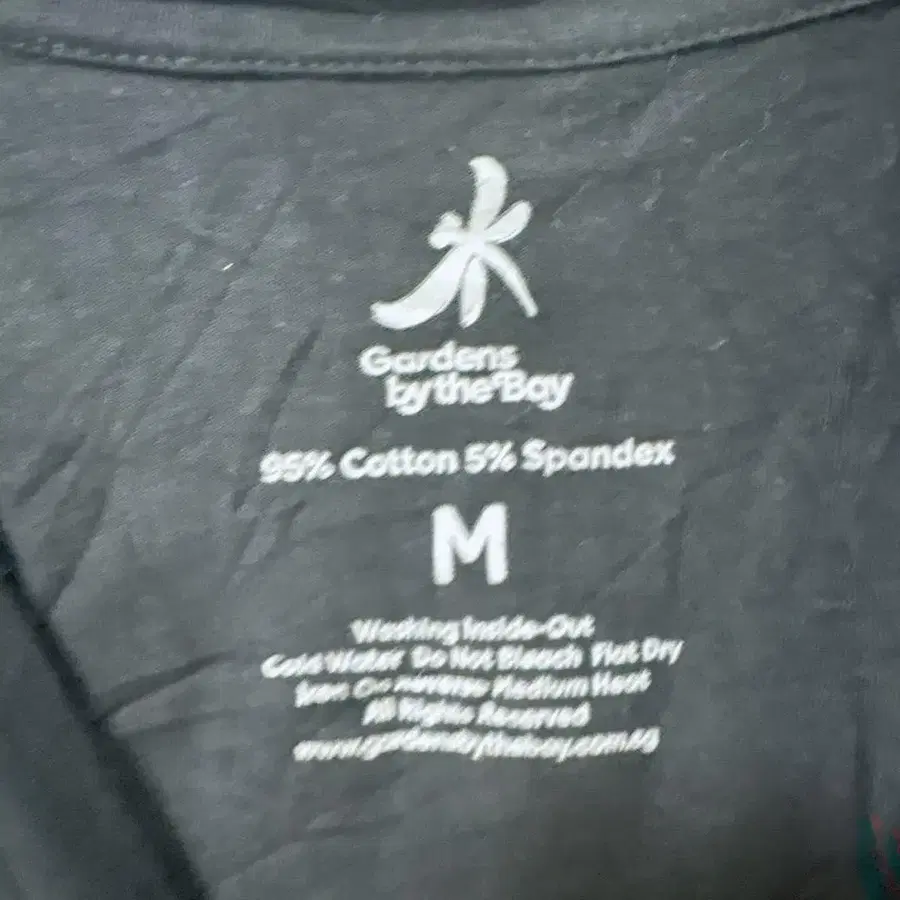 Gardens
by the Bay
95% Cotton 5% Spandex
M
Washing Inside-Out
Cold Water Do Not Bleach Flat Dry
Iron On Reverse Medium Heat
All Rights Reserved
www.gardensbythebay.com.sg